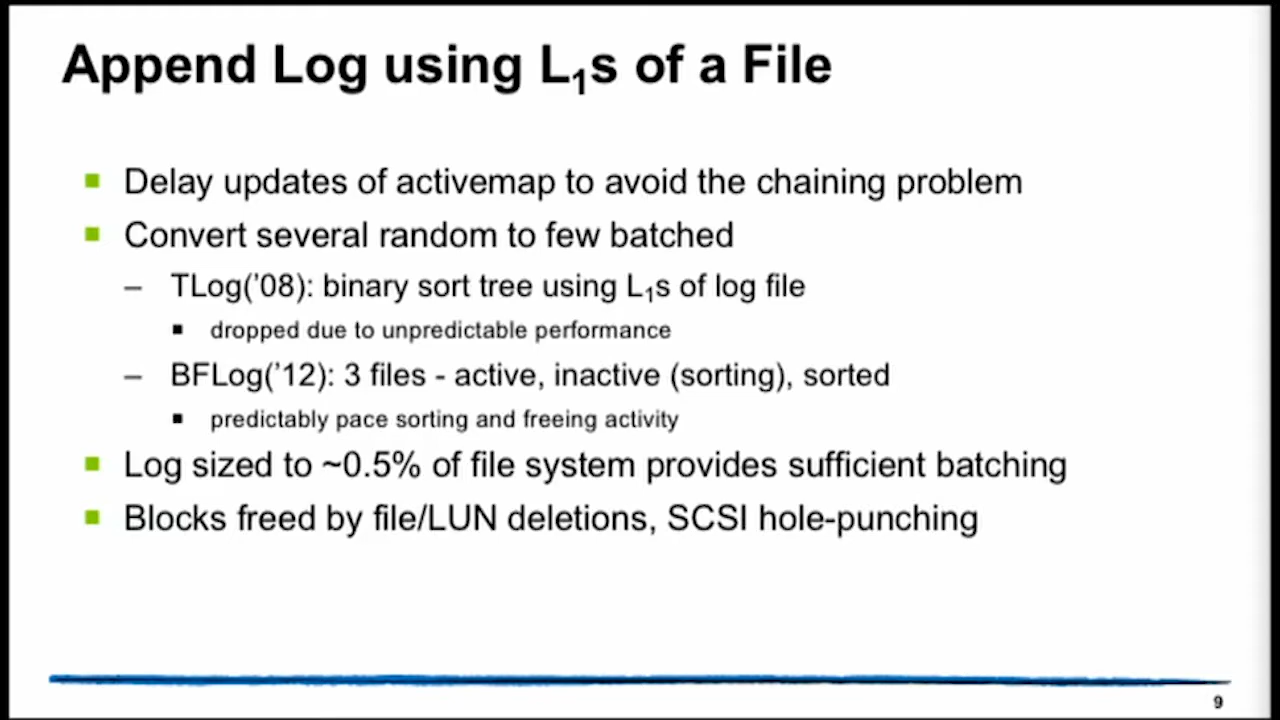 Append Log using L₁s of a File
Delay updates of activemap to avoid the chaining problem
Convert several random to few batched
– TLog('08): binary sort tree using L₁s of log file
dropped due to unpredictable performance
– BFLog('12): 3 files - active, inactive (sorting), sorted
predictably pace sorting and freeing activity
Log sized to ~0.5% of file system provides sufficient batching
Blocks freed by file/LUN deletions, SCSI hole-punching
9